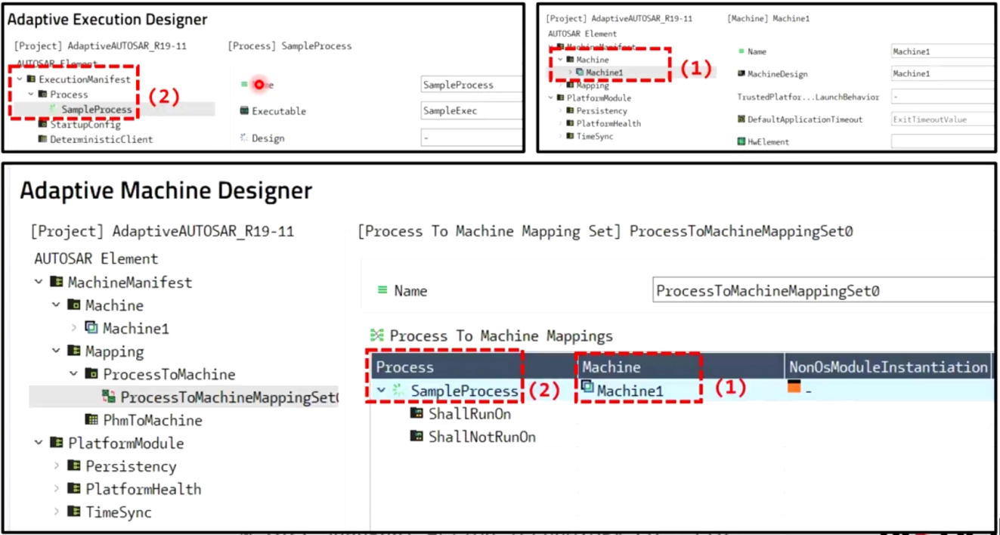 Adaptive Execution Designer
[Project] AdaptiveAUTOSAR_R19-11
AUTOSAR Element
ExecutionManifest
Process
SampleProcess
StartupConfig
DeterministicClient
(2)
[Process] SampleProcess
SampleProcess
Executable
SampleExec
Design
-
[Project] AdaptiveAUTOSAR_R19-11
AUTOSAR Element
MachineManifest
Machine
Machine1
Mapping
PlatformModule
Persistency
PlatformHealth
TimeSync
(1)
[Machine] Machine1
Name
Machine1
MachineDesign
Machine1
TrustedPlatfor...LaunchBehavior
-
DefaultApplicationTimeout
ExitTimeoutValue
HwElement
Adaptive Machine Designer
[Project] AdaptiveAUTOSAR_R19-11
AUTOSAR Element
MachineManifest
Machine
Machine1
Mapping
ProcessToMachine
ProcessToMachineMappingSet
PhmToMachine
PlatformModule
Persistency
PlatformHealth
TimeSync
[Process To Machine Mapping Set] ProcessToMachineMappingSet0
Name
ProcessToMachineMappingSet0
Process To Machine Mappings
Process Machine NonOsModuleInstantiation
SampleProcess (2) Machine1 (1) -
ShallRunOn
ShallNotRunOn